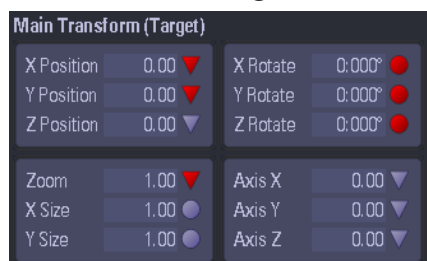 Main Transform (Target)
X Position 0.00 X Rotate 0:000°
Y Position 0.00 Y Rotate 0:000°
Z Position 0.00 Z Rotate 0:000°
Zoom 1.00 Axis X 0.00
X Size 1.00 Axis Y 0.00
Y Size 1.00 Axis Z 0.00